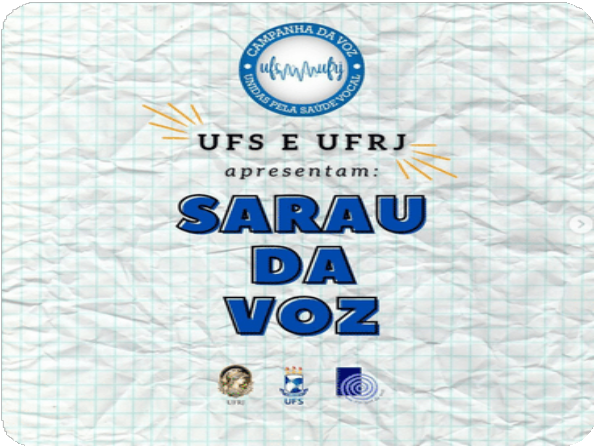 CAMPANHA DA VOZ
ufs ufrj
UNIDAS PELA SAÚDE VOCAL
UFS E UFRJ
apresentam:
SARAU
DA
VOZ
UFRJ
UFS